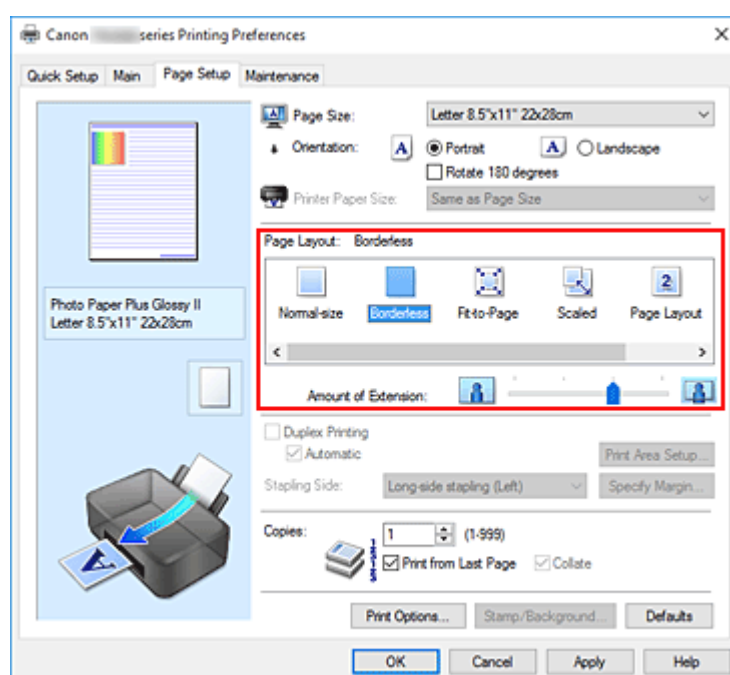 Canon series Printing Preferences
Quick Setup Main Page Setup Maintenance
Page Size: Letter 8.5"x11" 22x28cm
Orientation: A Portrait A Landscape
Rotate 180 degrees
Printer Paper Size: Same as Page Size
Page Layout: Borderless
2
Normal-size Borderless Fit-to-Page Scaled Page Layout
Photo Paper Plus Glossy II
Letter 8.5"x11" 22x28cm
Amount of Extension:
Duplex Printing
Automatic Print Area Setup...
Stapling Side: Long-side stapling (Left) Specify Margin...
Copies: 1 (1-999)
Print from Last Page Collate
A
Print Options... Stamp/Background... Defaults
OK Cancel Apply Help